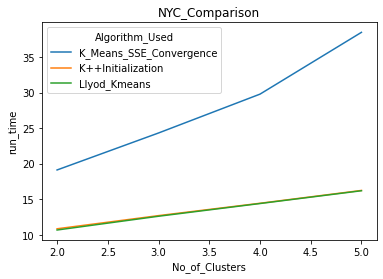 NYC_Comparison
Algorithm_Used
K_Means_SSE_Convergence
K++Initialization
Llyod_Kmeans
run_time
40
35
30
25
20
15
10
2.0 2.5 3.0 3.5 4.0 4.5 5.0
No_of_Clusters